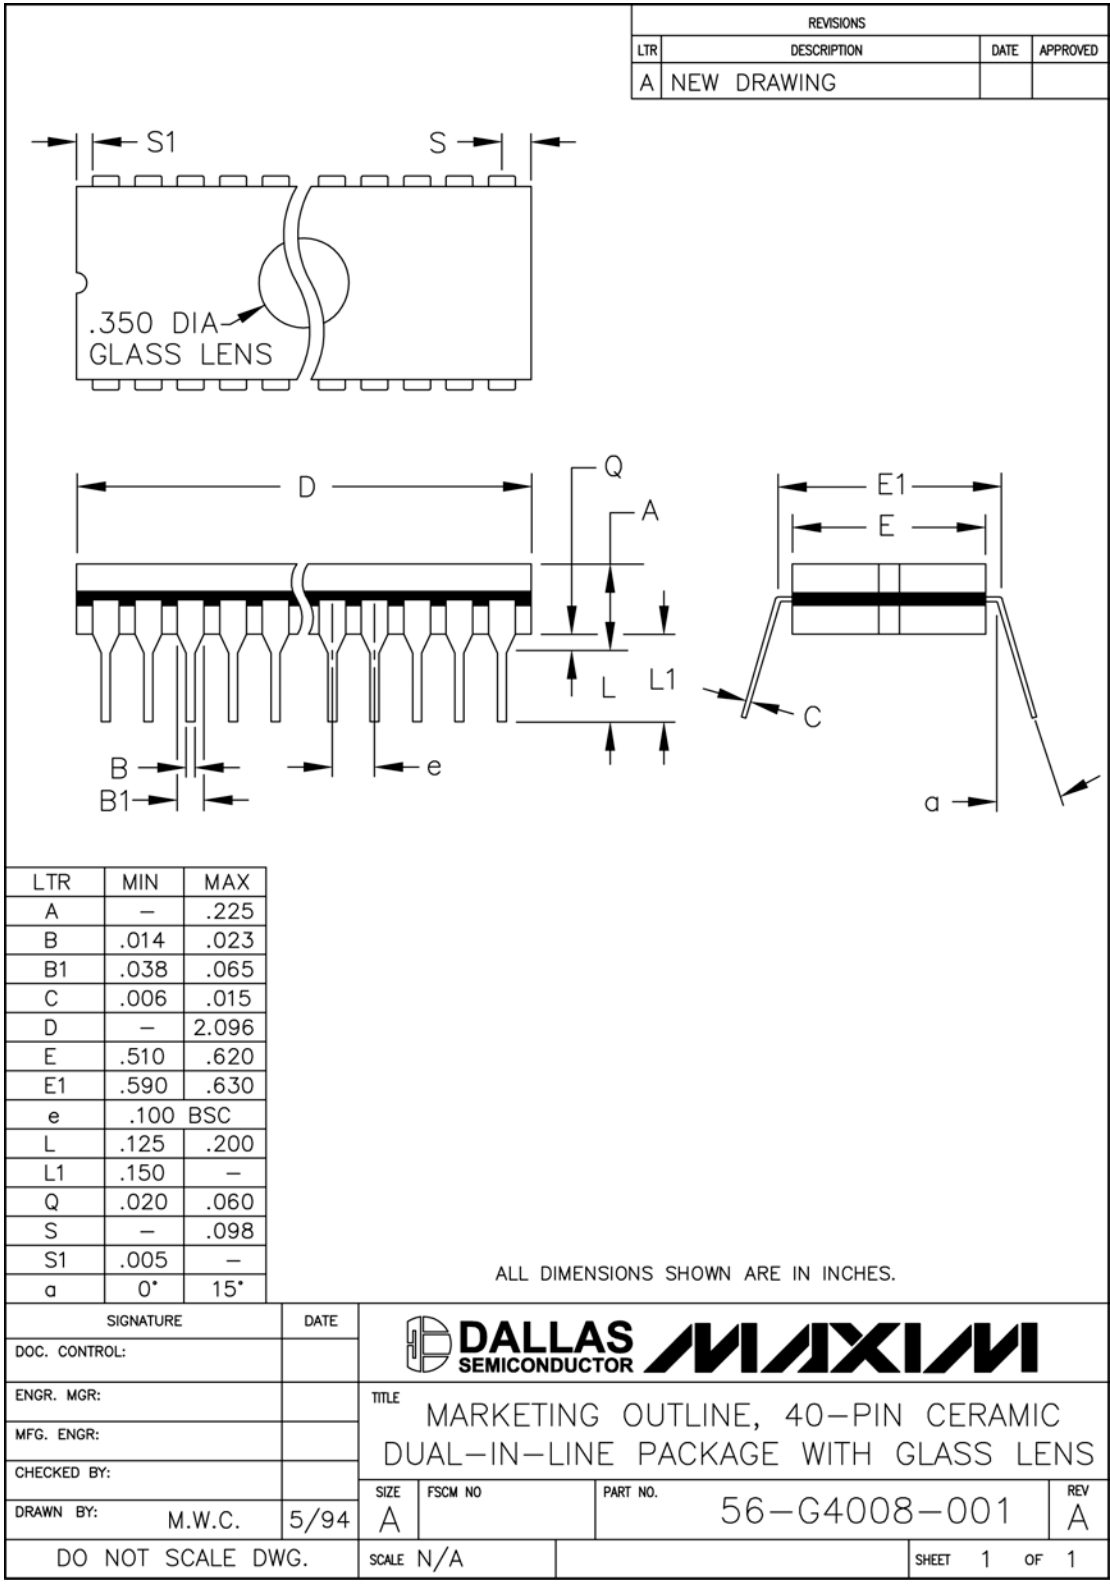 REVISIONS
LTR DESCRIPTION DATE APPROVED
A NEW DRAWING
S1 S
.350 DIA
GLASS LENS
D Q A E1
E
L L1 C
B e
B1 a
LTR MIN MAX
A – .225
B .014 .023
B1 .038 .065
C .006 .015
D – 2.096
E .510 .620
E1 .590 .630
e .100 BSC
L .125 .200
L1 .150 –
Q .020 .060
S – .098
S1 .005 –
a 0° 15°
ALL DIMENSIONS SHOWN ARE IN INCHES.
SIGNATURE DATE
DOC. CONTROL:
ENGR. MGR:
MFG. ENGR:
CHECKED BY:
DRAWN BY: M.W.C. 5/94
DO NOT SCALE DWG.
DALLAS
SEMICONDUCTOR
MAXIM
TITLE
MARKETING OUTLINE, 40–PIN CERAMIC
DUAL–IN–LINE PACKAGE WITH GLASS LENS
SIZE FSCM NO PART NO. REV
A 56–G4008–001 A
SCALE N/A SHEET 1 OF 1